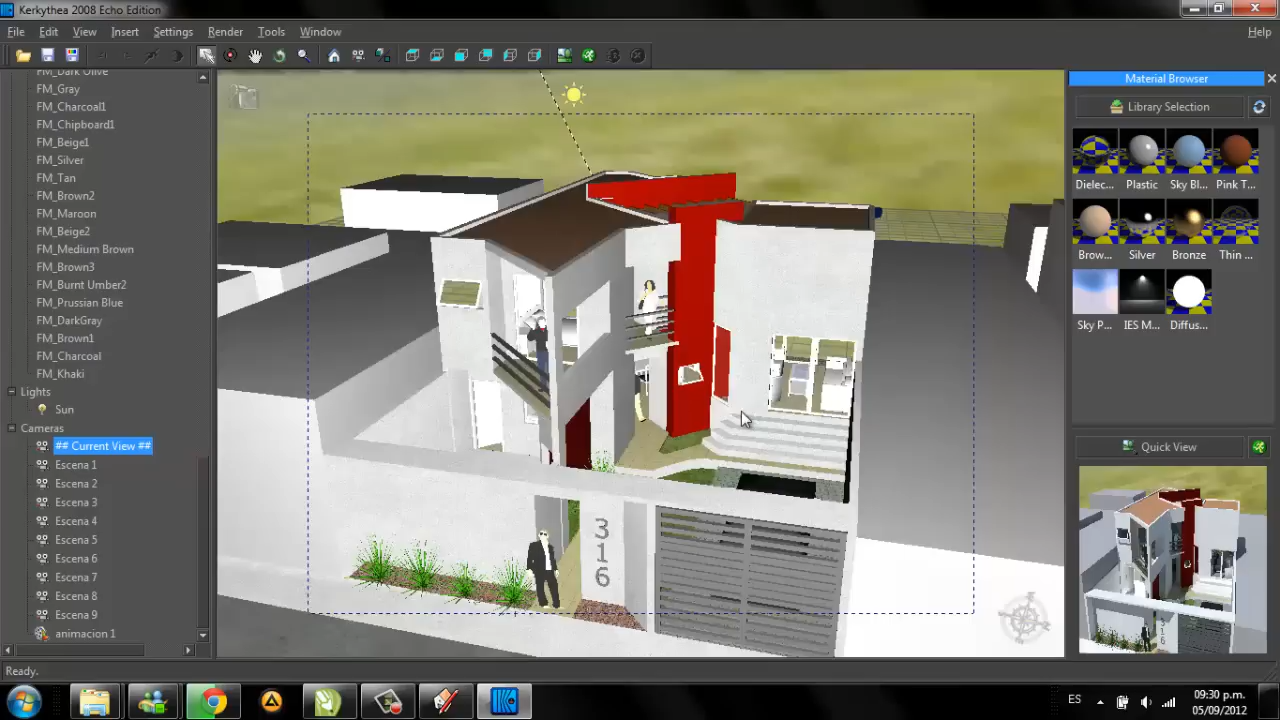 Kerkythea 2008 Echo Edition
File Edit View Insert Settings Render Tools Window Help
FM_Dark Olive
FM_Gray
FM_Charcoal1
FM_Chipboard1
FM_Beige1
FM_Silver
FM_Tan
FM_Brown2
FM_Maroon
FM_Beige2
FM_Medium Brown
FM_Brown3
FM_Burnt Umber2
FM_Prussian Blue
FM_DarkGray
FM_Brown1
FM_Charcoal
FM_Khaki
Lights
Sun
Cameras
## Current View ##
Escena 1
Escena 2
Escena 3
Escena 4
Escena 5
Escena 6
Escena 7
Escena 8
Escena 9
animacion 1
316
Material Browser
Library Selection
Dielec... Plastic Sky Bl... Pink T...
Brow... Silver Bronze Thin ...
Sky P... IES M... Diffus...
Quick View
Ready.
ES
09:30 p.m.
05/09/2012